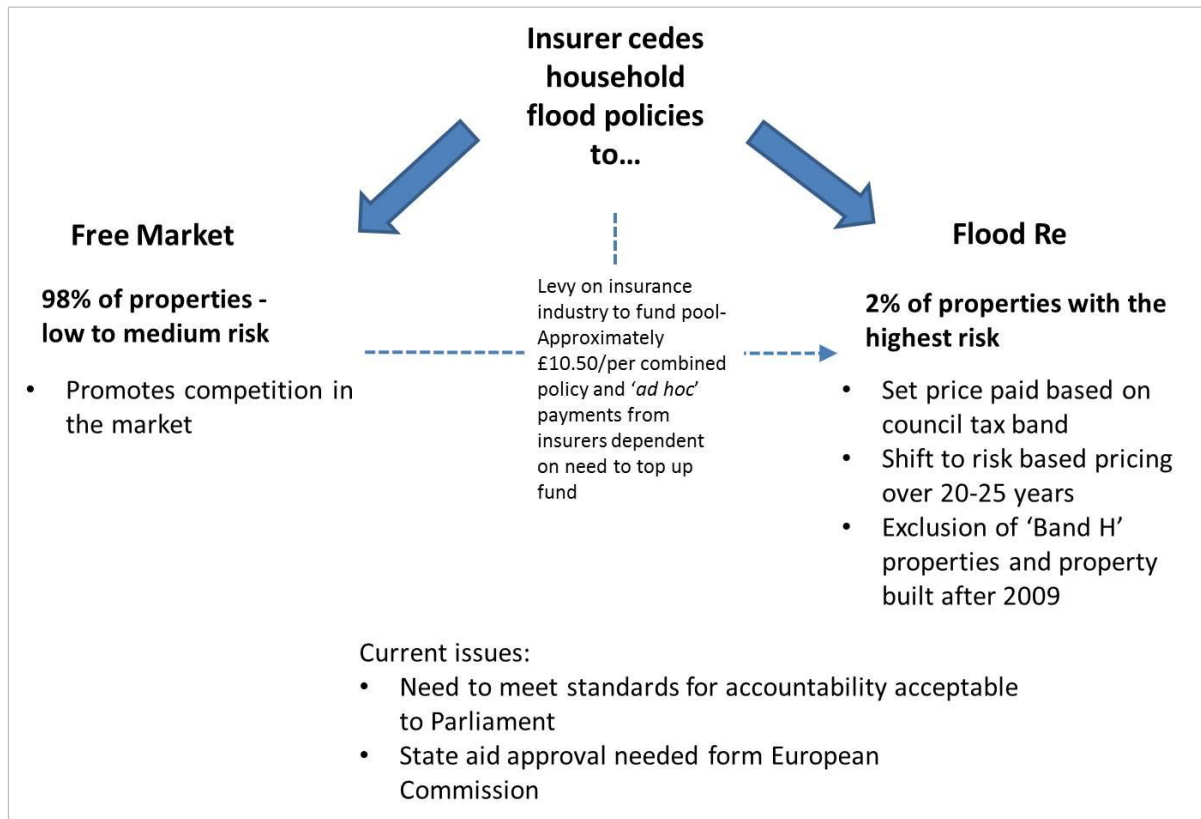 Insurer cedes
household
flood policies
to…
Free Market
98% of properties -
low to medium risk
• Promotes competition in
the market
Levy on insurance
industry to fund pool-
Approximately
£10.50/per combined
policy and ‘ad hoc’
payments from
insurers dependent
on need to top up
fund
Flood Re
2% of properties with the
highest risk
• Set price paid based on
council tax band
• Shift to risk based pricing
over 20-25 years
• Exclusion of ‘Band H’
properties and property
built after 2009
Current issues:
• Need to meet standards for accountability acceptable
to Parliament
• State aid approval needed form European
Commission